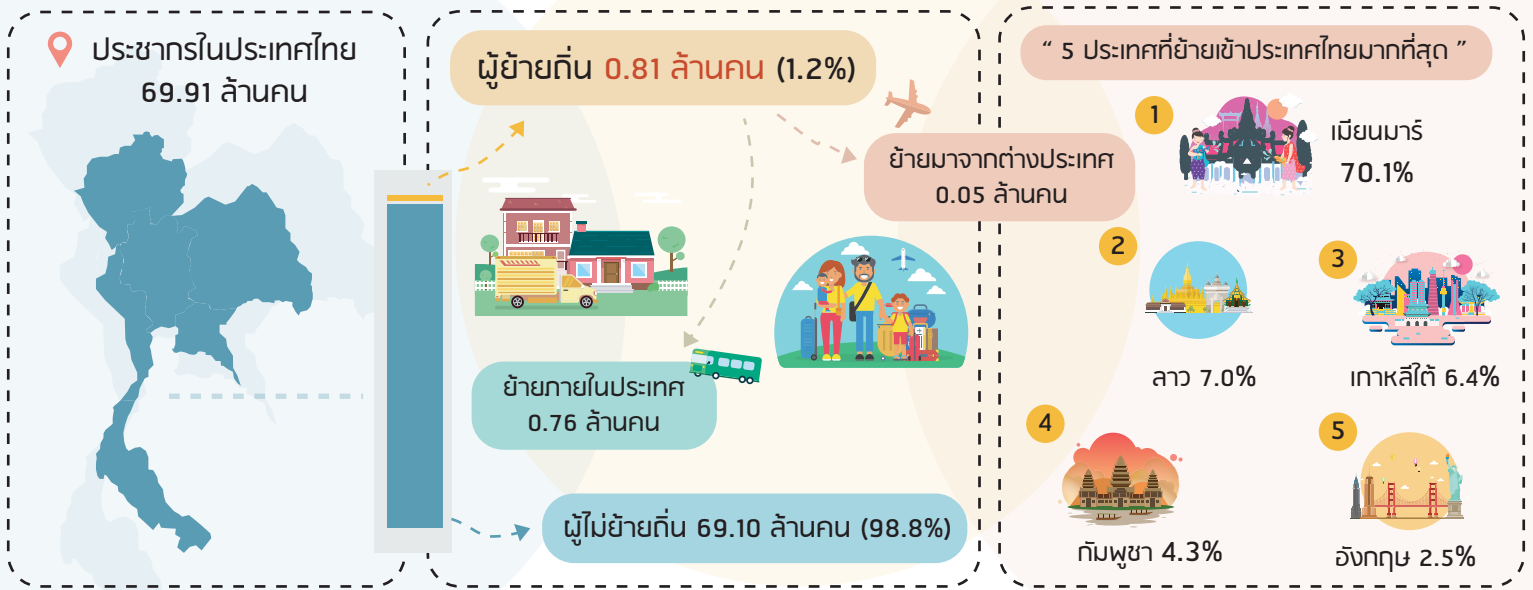 ประชากรในประเทศไทย
69.91 ล้านคน
ผู้ย้ายถิ่น 0.81 ล้านคน (1.2%)
ย้ายมาจากต่างประเทศ
0.05 ล้านคน
ย้ายภายในประเทศ
0.76 ล้านคน
ผู้ไม่ย้ายถิ่น 69.10 ล้านคน (98.8%)
“ 5 ประเทศที่ย้ายเข้าประเทศไทยมากที่สุด ”
1
เมียนมาร์
70.1%
2
ลาว 7.0%
3
เกาหลีใต้ 6.4%
4
กัมพูชา 4.3%
5
อังกฤษ 2.5%